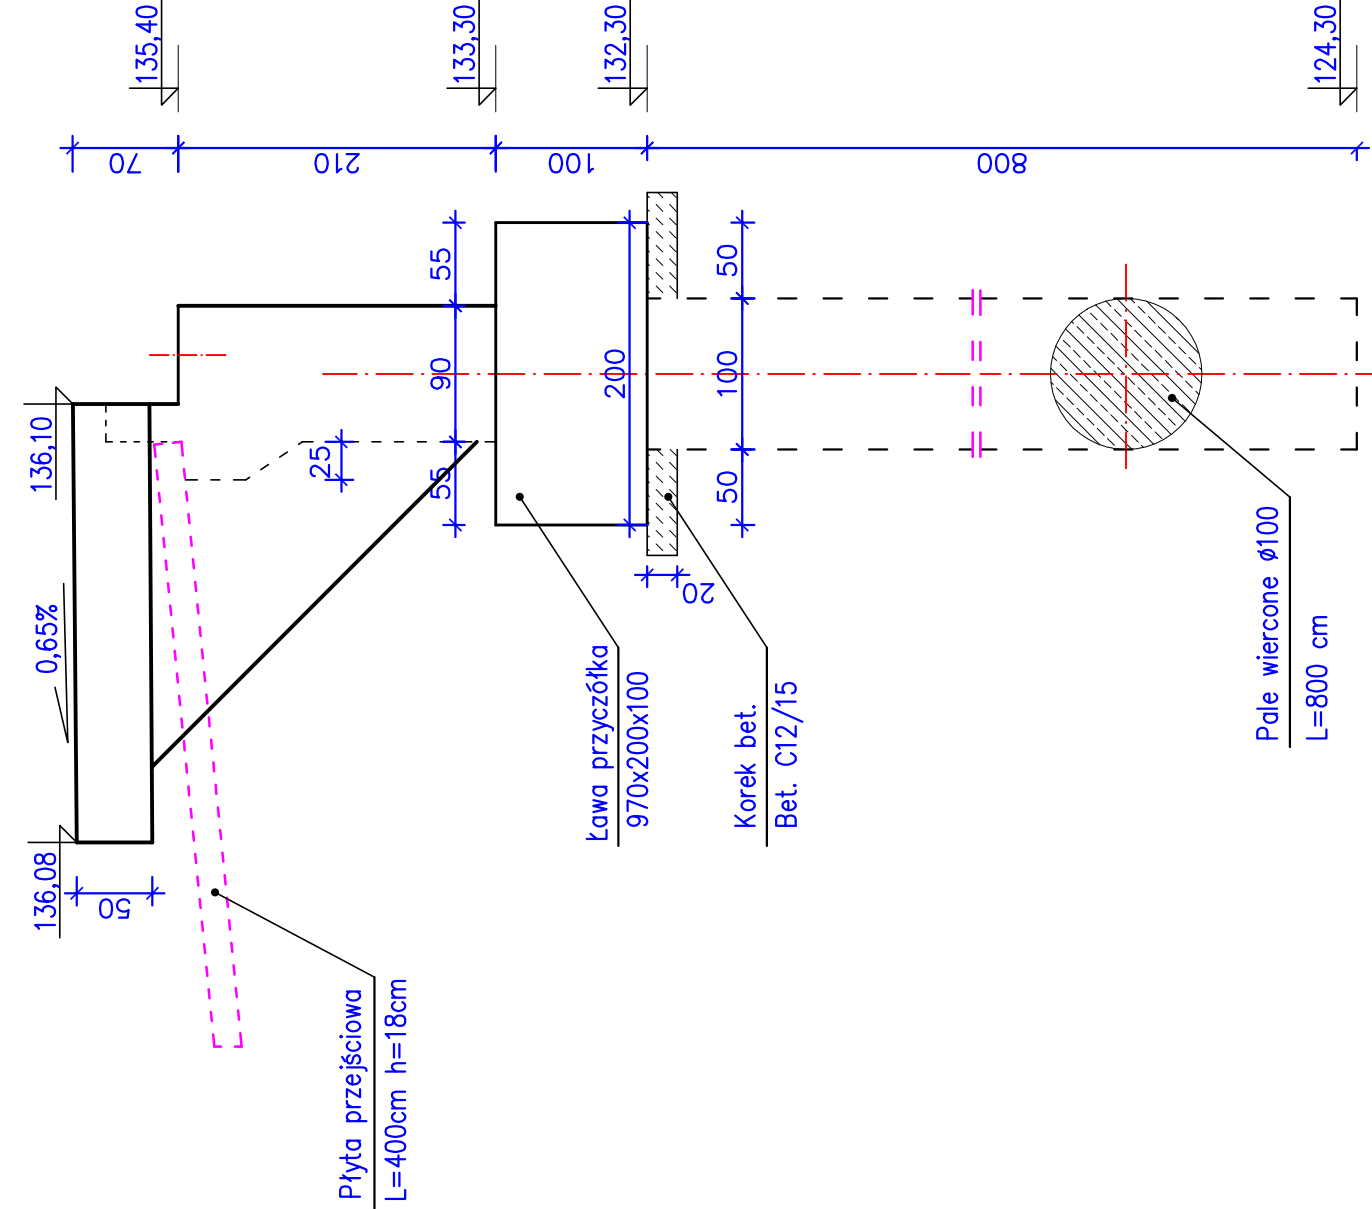 135,40
133,30
132,30
124,30
70
210
100
800
55
90
55
200
50
100
50
25
20
136,10
0,65%
136,08
50
Ława przyczółka
970x200x100
Korek bet.
Bet. C12/15
Pale wiercone ø100
L=800 cm
Płyta przejściowa
L=400cm h=18cm